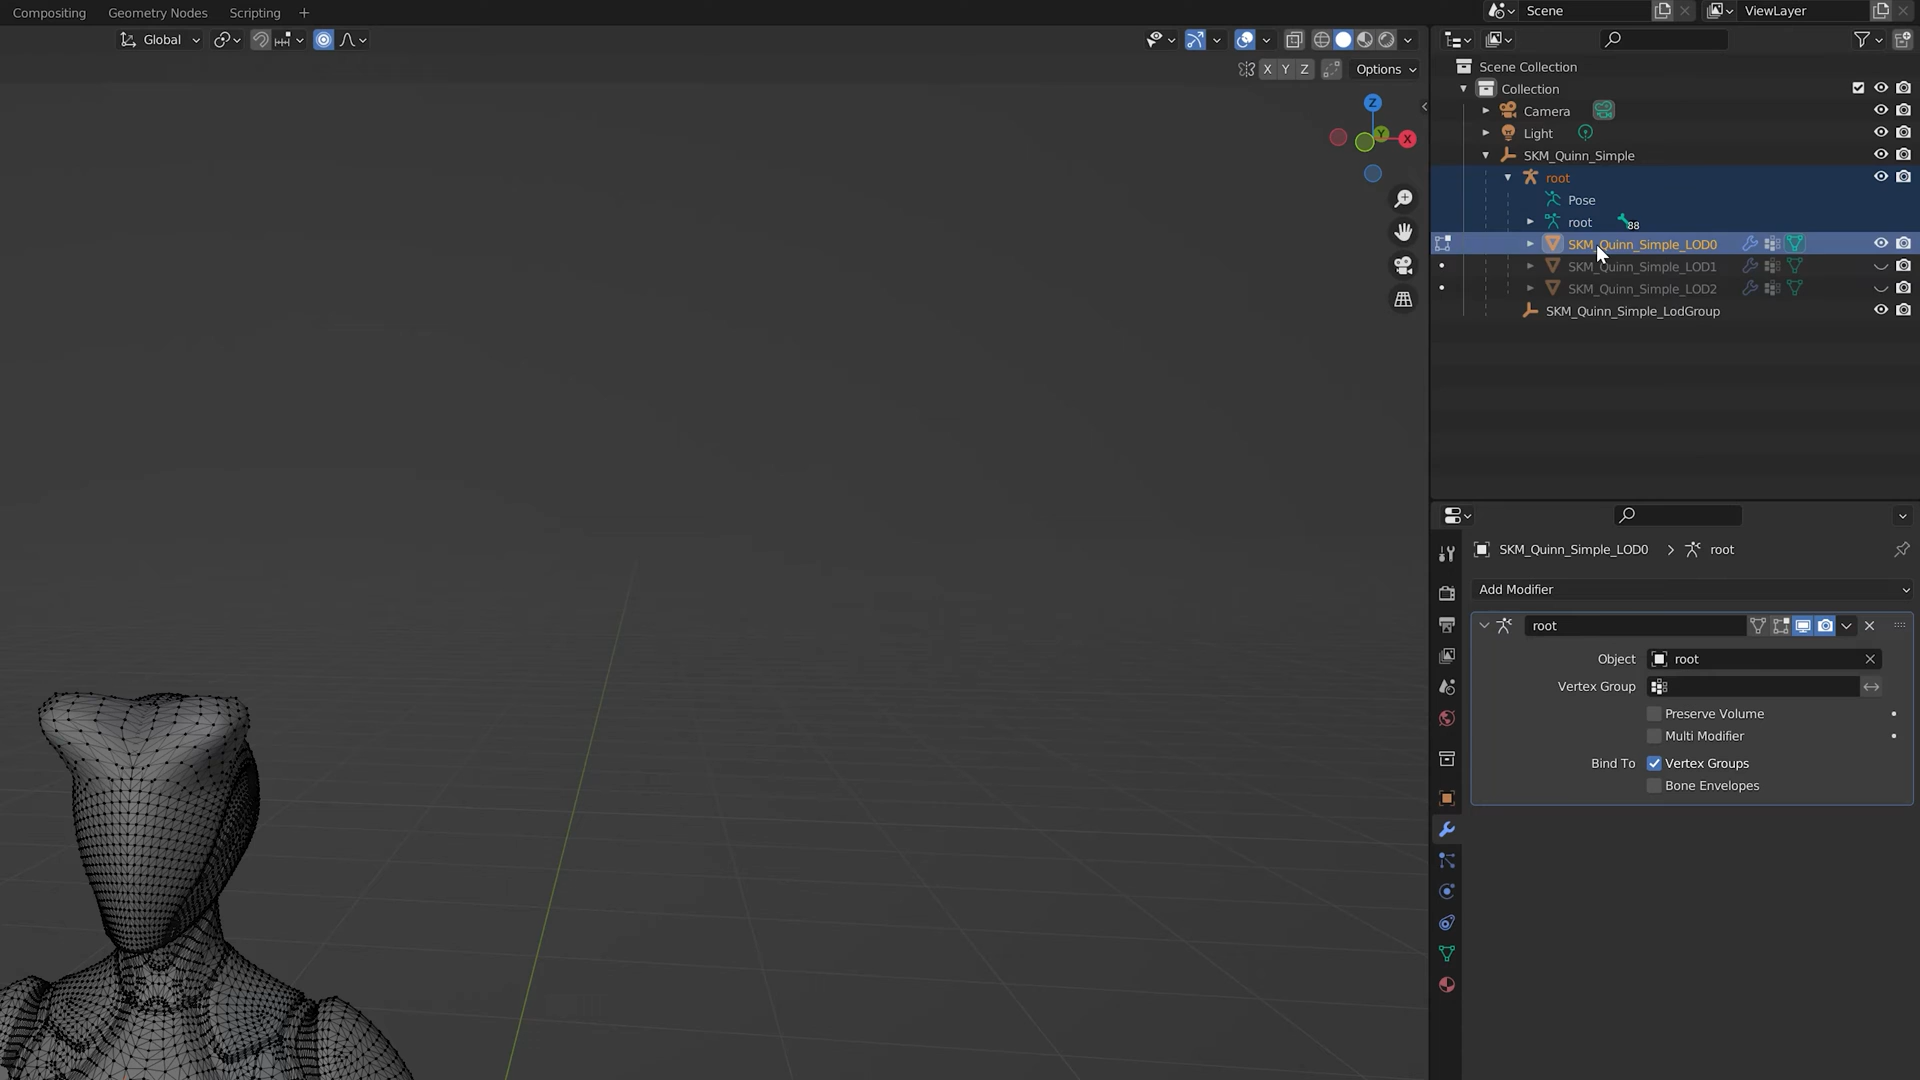 Compositing Geometry Nodes Scripting +
Scene ViewLayer
Global
X Y Z Options
Z
Y
X
Scene Collection
Collection
Camera
Light
SKM_Quinn_Simple
root
Pose
root 88
SKM_Quinn_Simple_LOD0
SKM_Quinn_Simple_LOD1
SKM_Quinn_Simple_LOD2
SKM_Quinn_Simple_LodGroup
SKM_Quinn_Simple_LOD0 root
Add Modifier
root
Object root
Vertex Group
Preserve Volume
Multi Modifier
Bind To Vertex Groups
Bone Envelopes